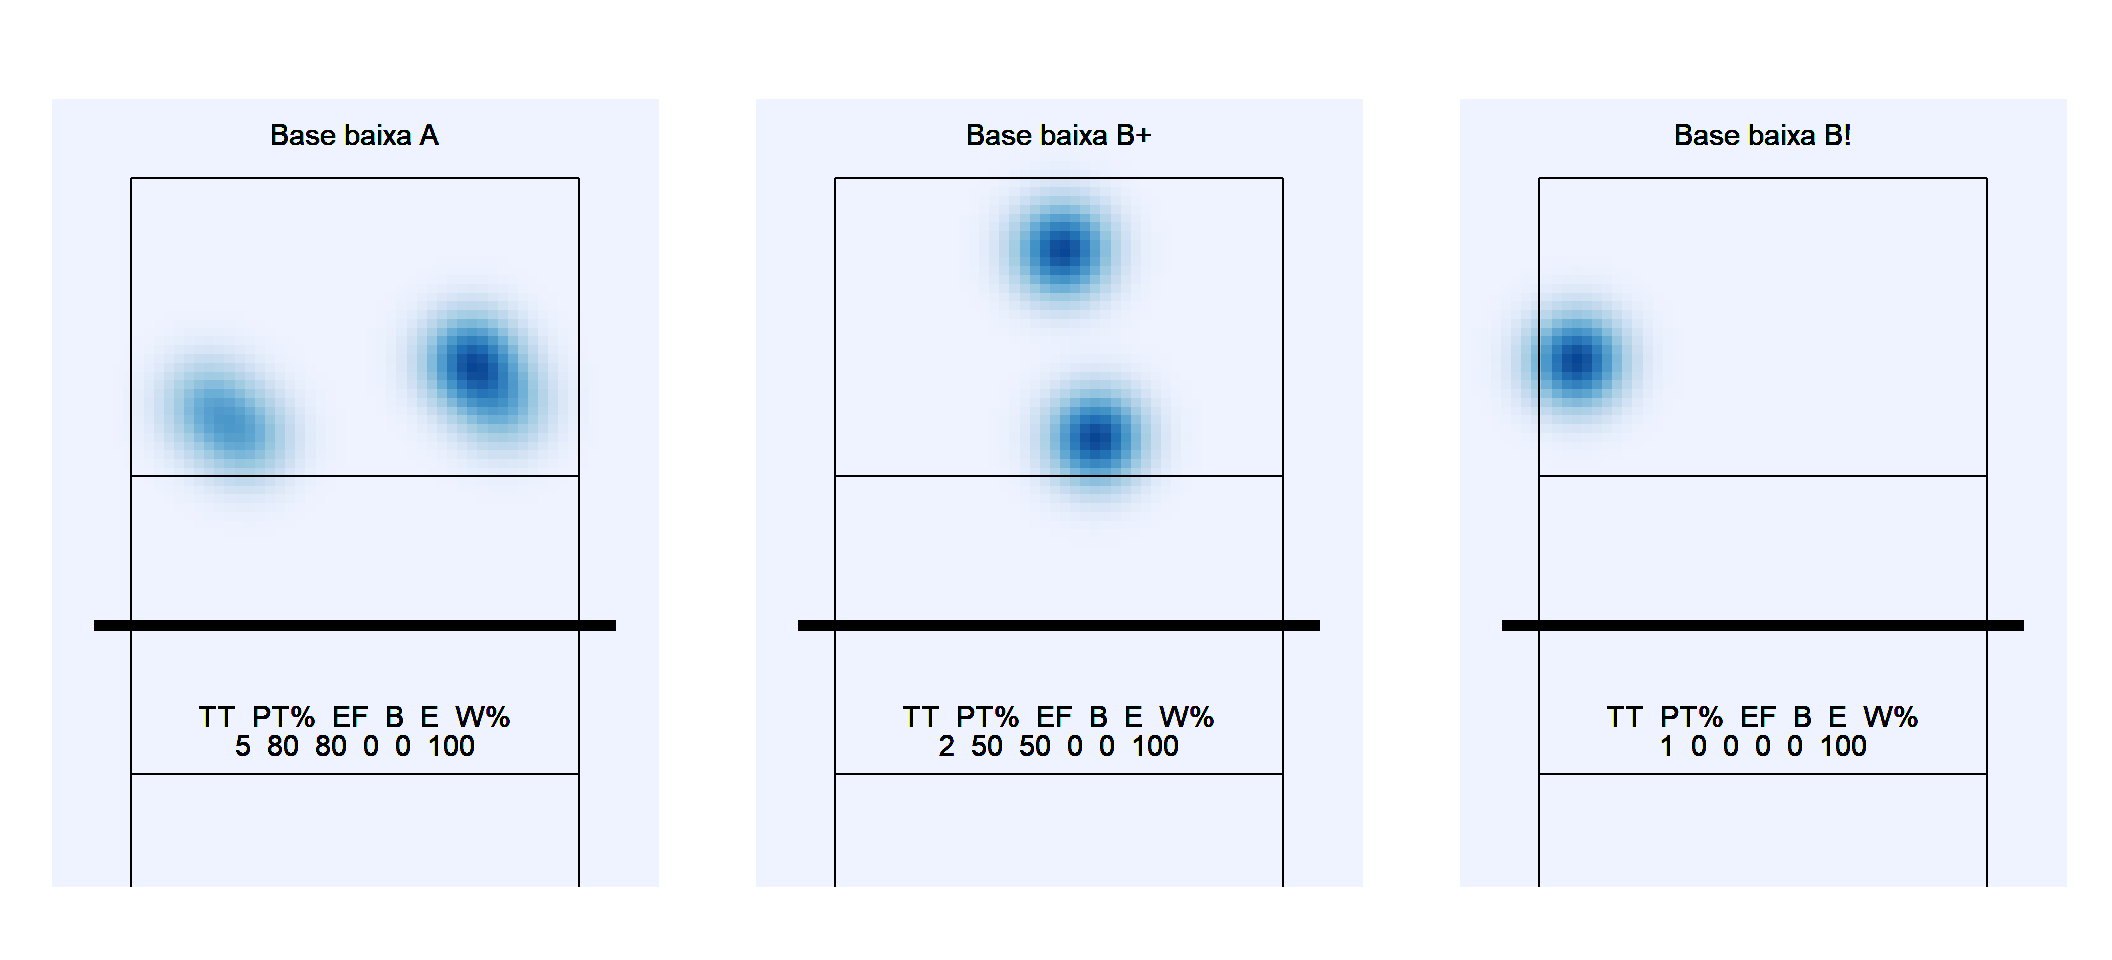 Base baixa A
TT PT% EF B E W%
5 80 80 0 0 100
Base baixa B+
TT PT% EF B E W%
2 50 50 0 0 100
Base baixa B!
TT PT% EF B E W%
1 0 0 0 0 100